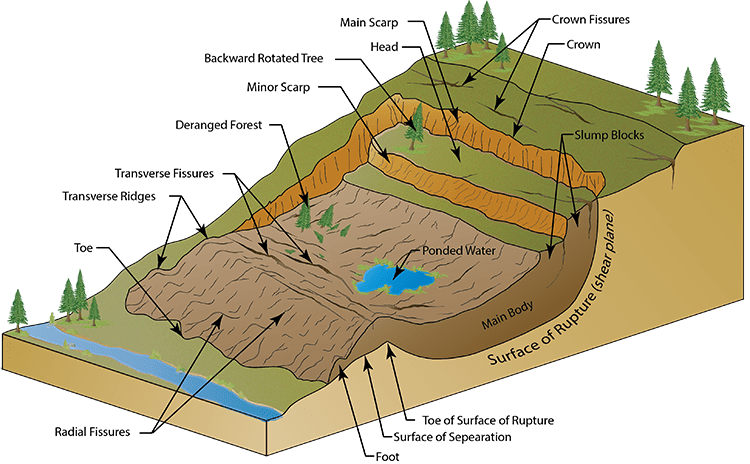 Main Scarp
Crown Fissures
Head
Crown
Backward Rotated Tree
Minor Scarp
Deranged Forest
Slump Blocks
Transverse Fissures
Transverse Ridges
Toe
Ponded Water
Main Body
Surface of Rupture (shear plane)
Radial Fissures
Toe of Surface of Rupture
Surface of Sepearation
Foot